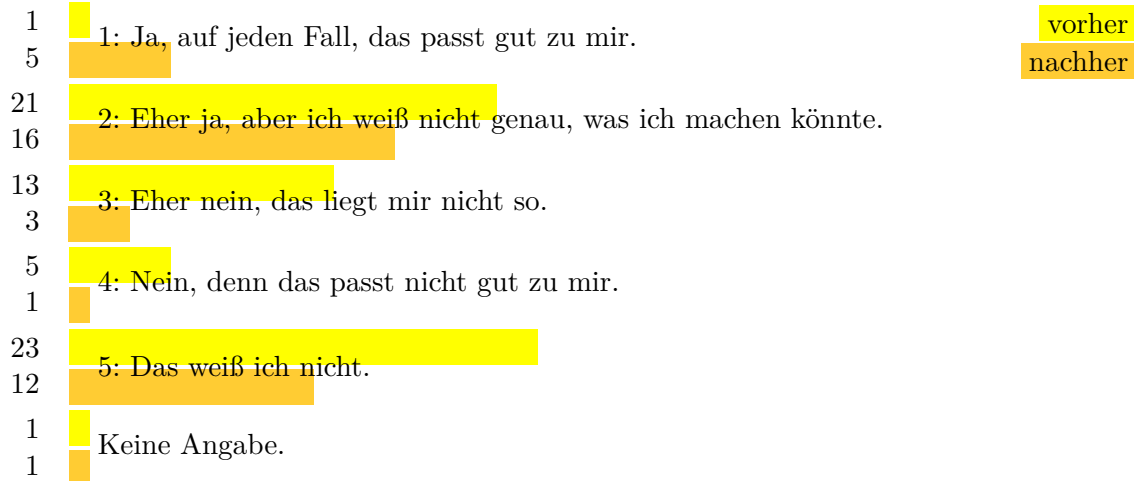 1
1: Ja, auf jeden Fall, das passt gut zu mir.
5
vorher
nachher
21
2: Eher ja, aber ich weiß nicht genau, was ich machen könnte.
16
13
3: Eher nein, das liegt mir nicht so.
3
5
4: Nein, denn das passt nicht gut zu mir.
1
23
5: Das weiß ich nicht.
12
1
Keine Angabe.
1